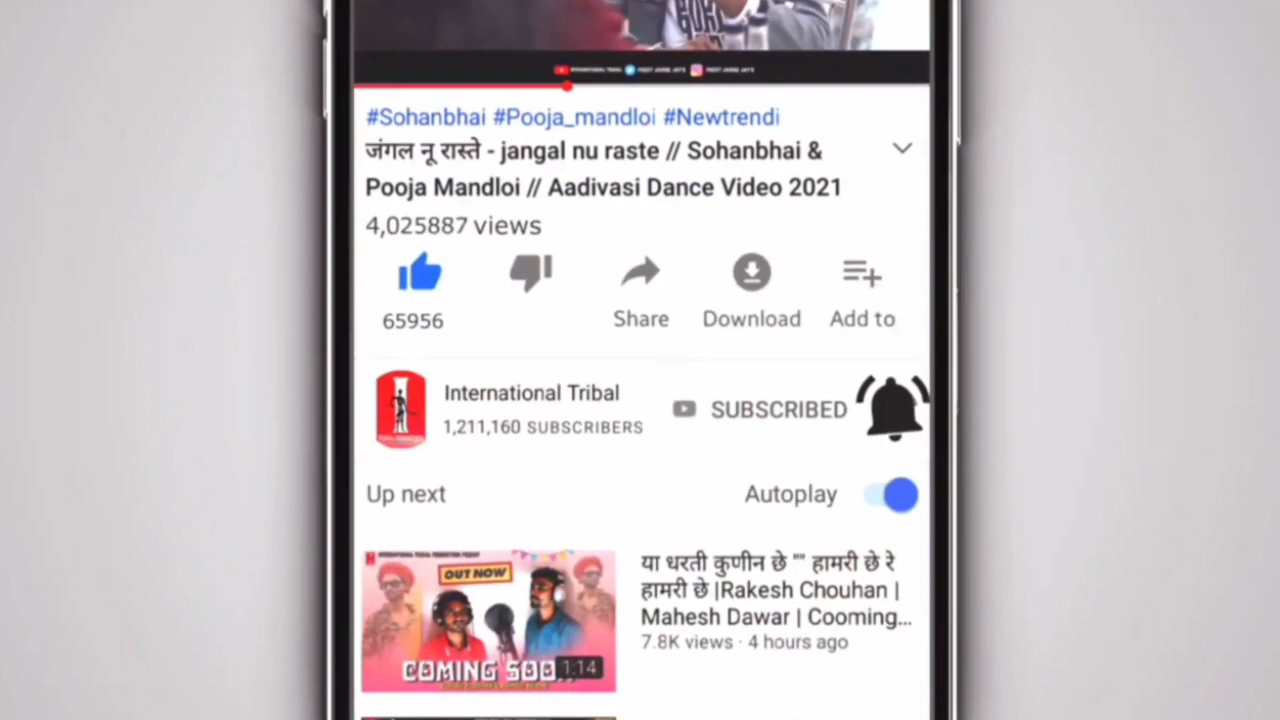 #Sohanbhai #Pooja_mandloi #Newtrendi
जंगल नू रास्ते - jangal nu raste // Sohanbhai &
Pooja Mandloi // Aadivasi Dance Video 2021
4,025887 views
65956
Share
Download
Add to
International Tribal
1,211,160 SUBSCRIBERS
SUBSCRIBED
Up next
Autoplay
OUT NOW
COMING SOO
1:14
या धरती कुणीन छे "" हामरी छे रे
हामरी छे |Rakesh Chouhan |
Mahesh Dawar | Cooming...
7.8K views · 4 hours ago